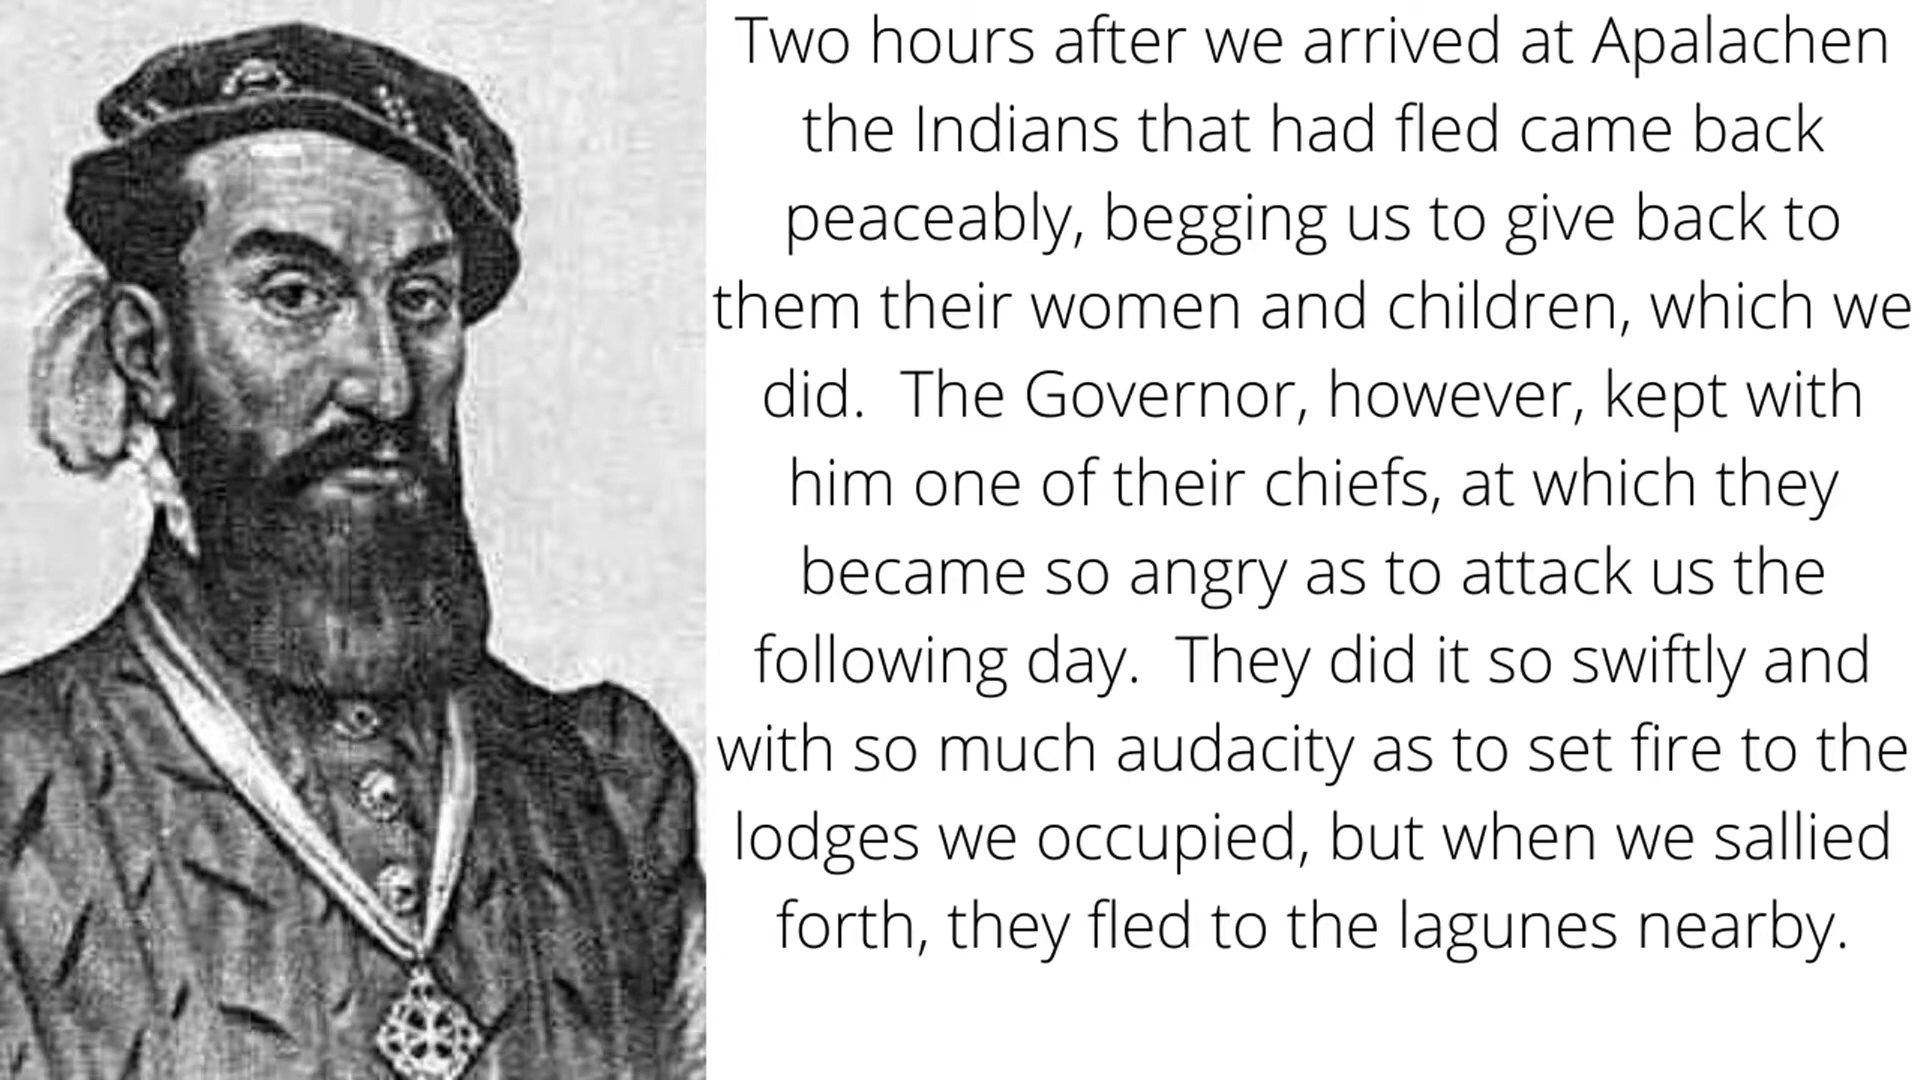 Two hours after we arrived at Apalachen
the Indians that had fled came back
peaceably, begging us to give back to
them their women and children, which we
did.  The Governor, however, kept with
him one of their chiefs, at which they
became so angry as to attack us the
following day.  They did it so swiftly and
with so much audacity as to set fire to the
lodges we occupied, but when we sallied
forth, they fled to the lagunes nearby.